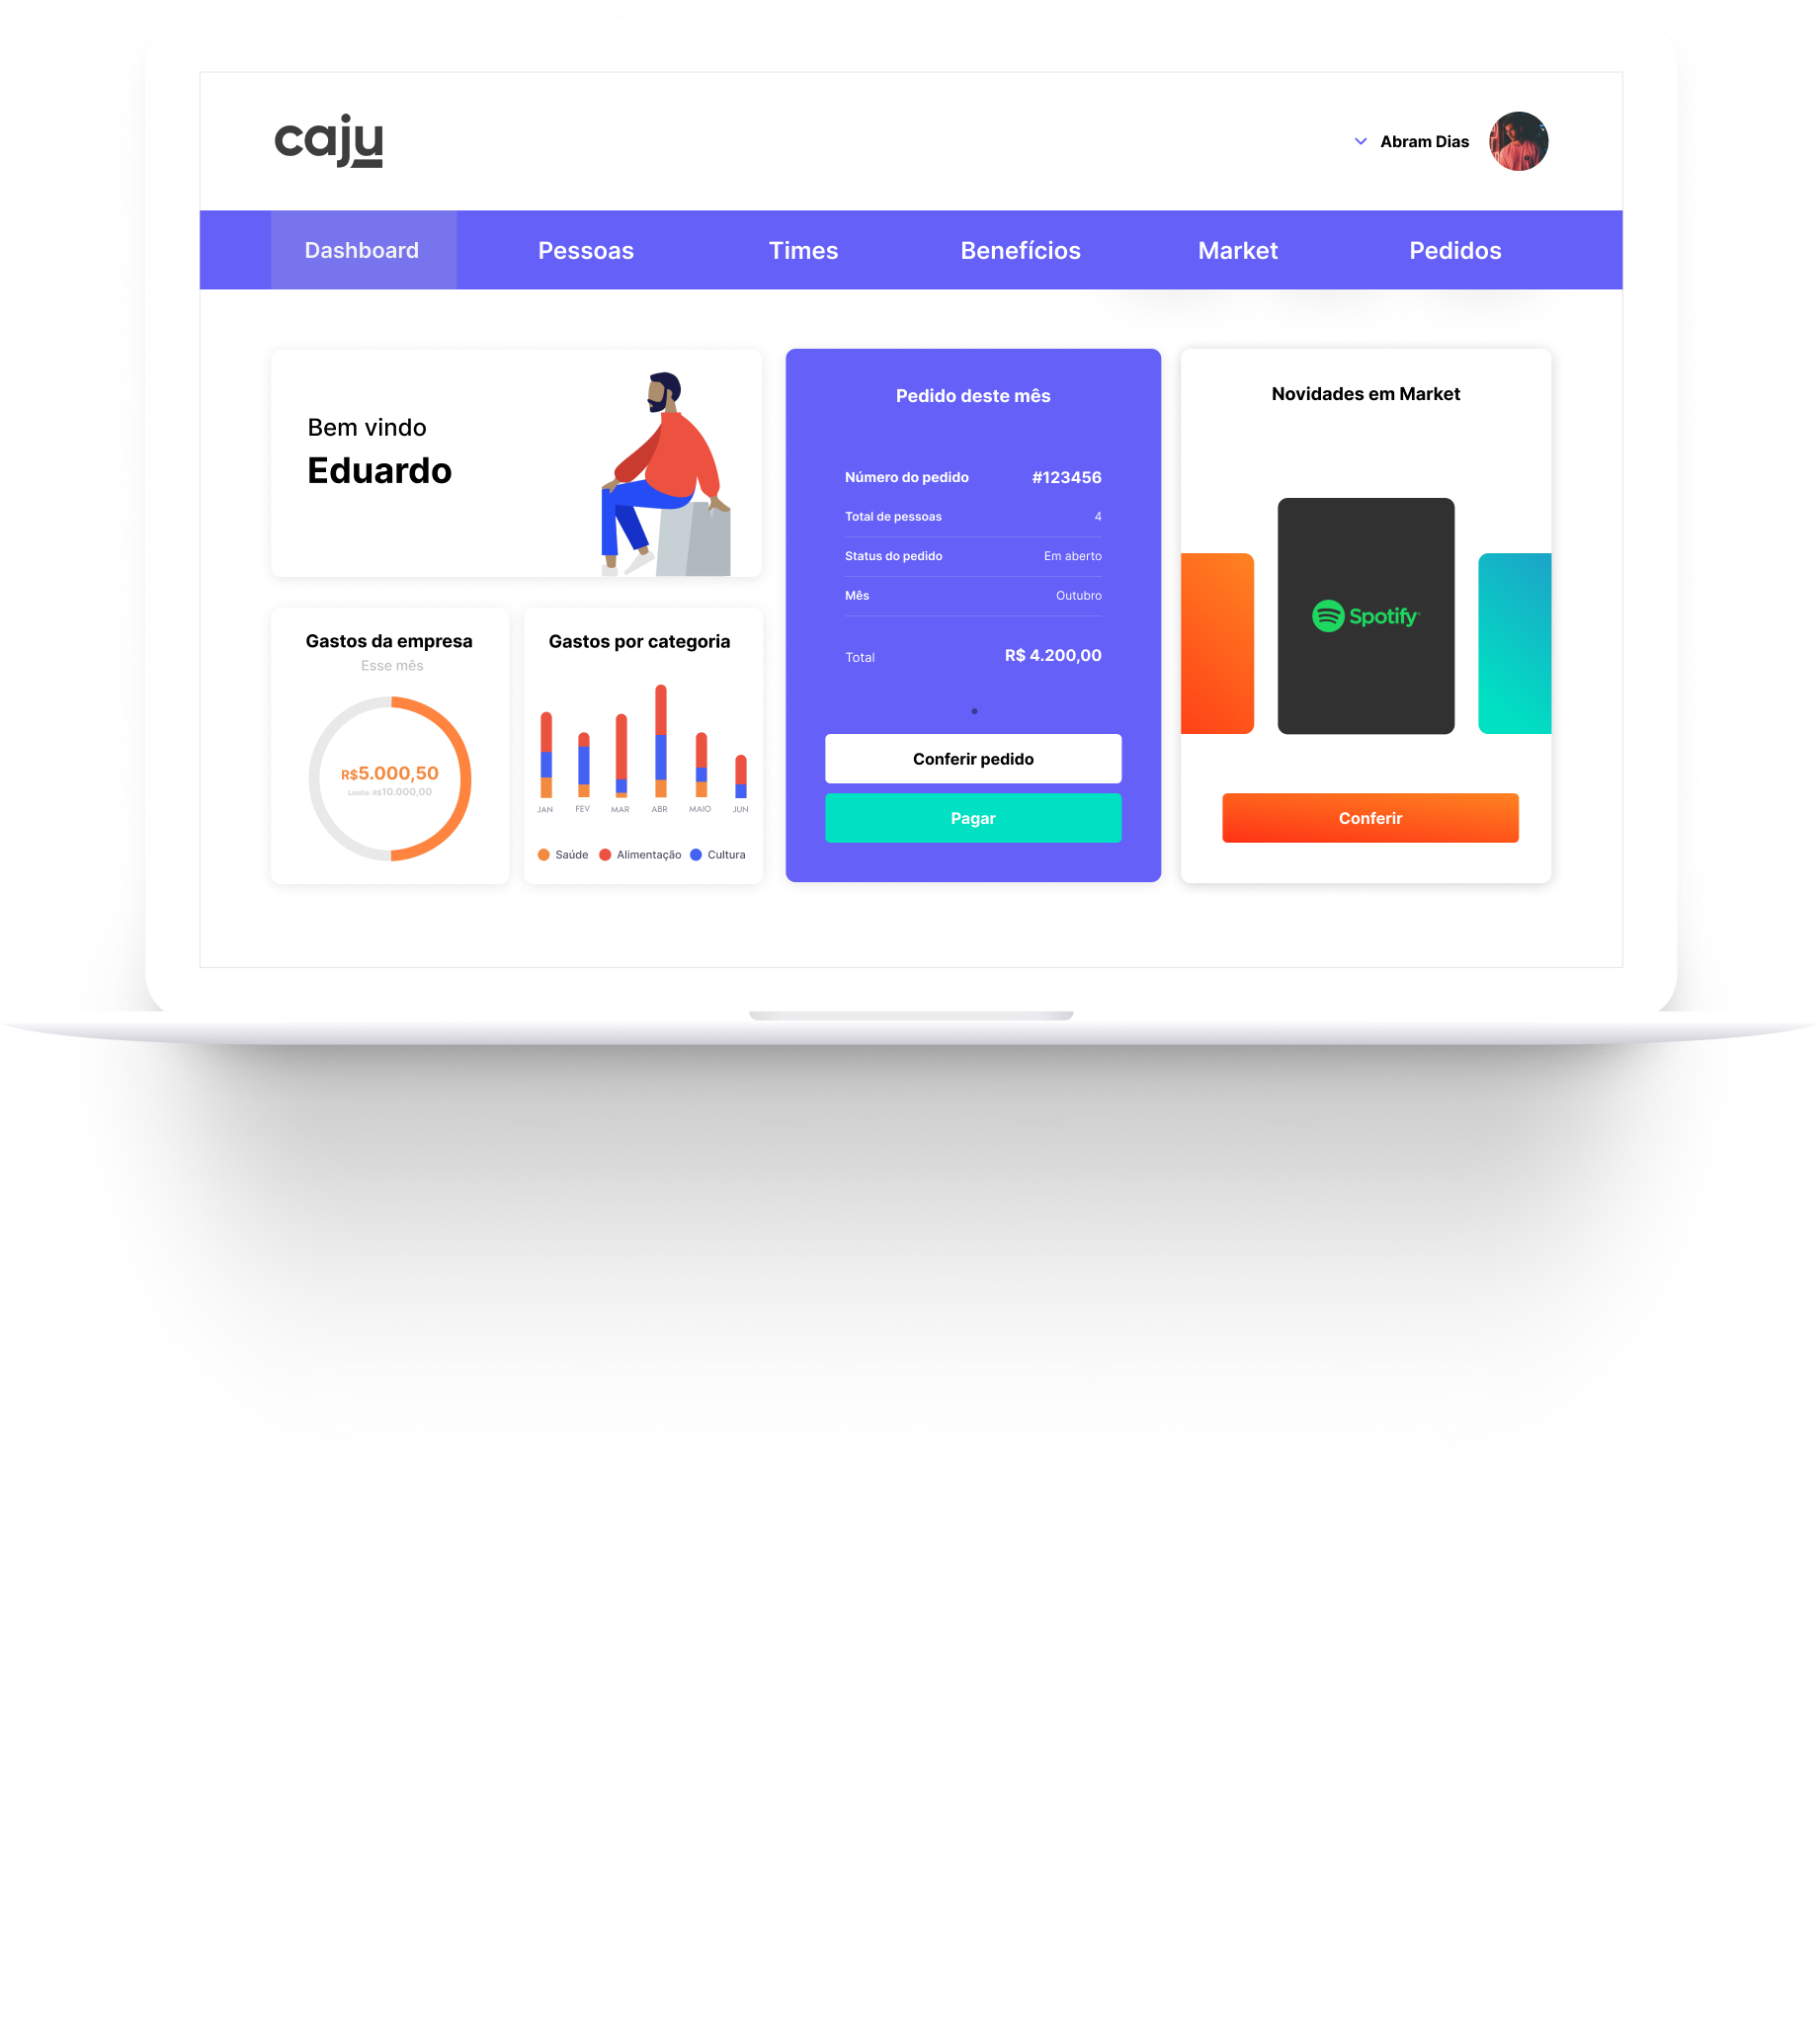 caju
Abram Dias
Dashboard
Pessoas
Times
Benefícios
Market
Pedidos
Bem vindo
Eduardo
Gastos da empresa
Esse mês
R$5.000,50
Limite: R$10.000,00
Gastos por categoria
JAN FEV MAR ABR MAIO JUN
Saúde Alimentação Cultura
Pedido deste mês
Número do pedido #123456
Total de pessoas 4
Status do pedido Em aberto
Mês Outubro
Total R$ 4.200,00
Conferir pedido
Pagar
Novidades em Market
Spotify
Conferir